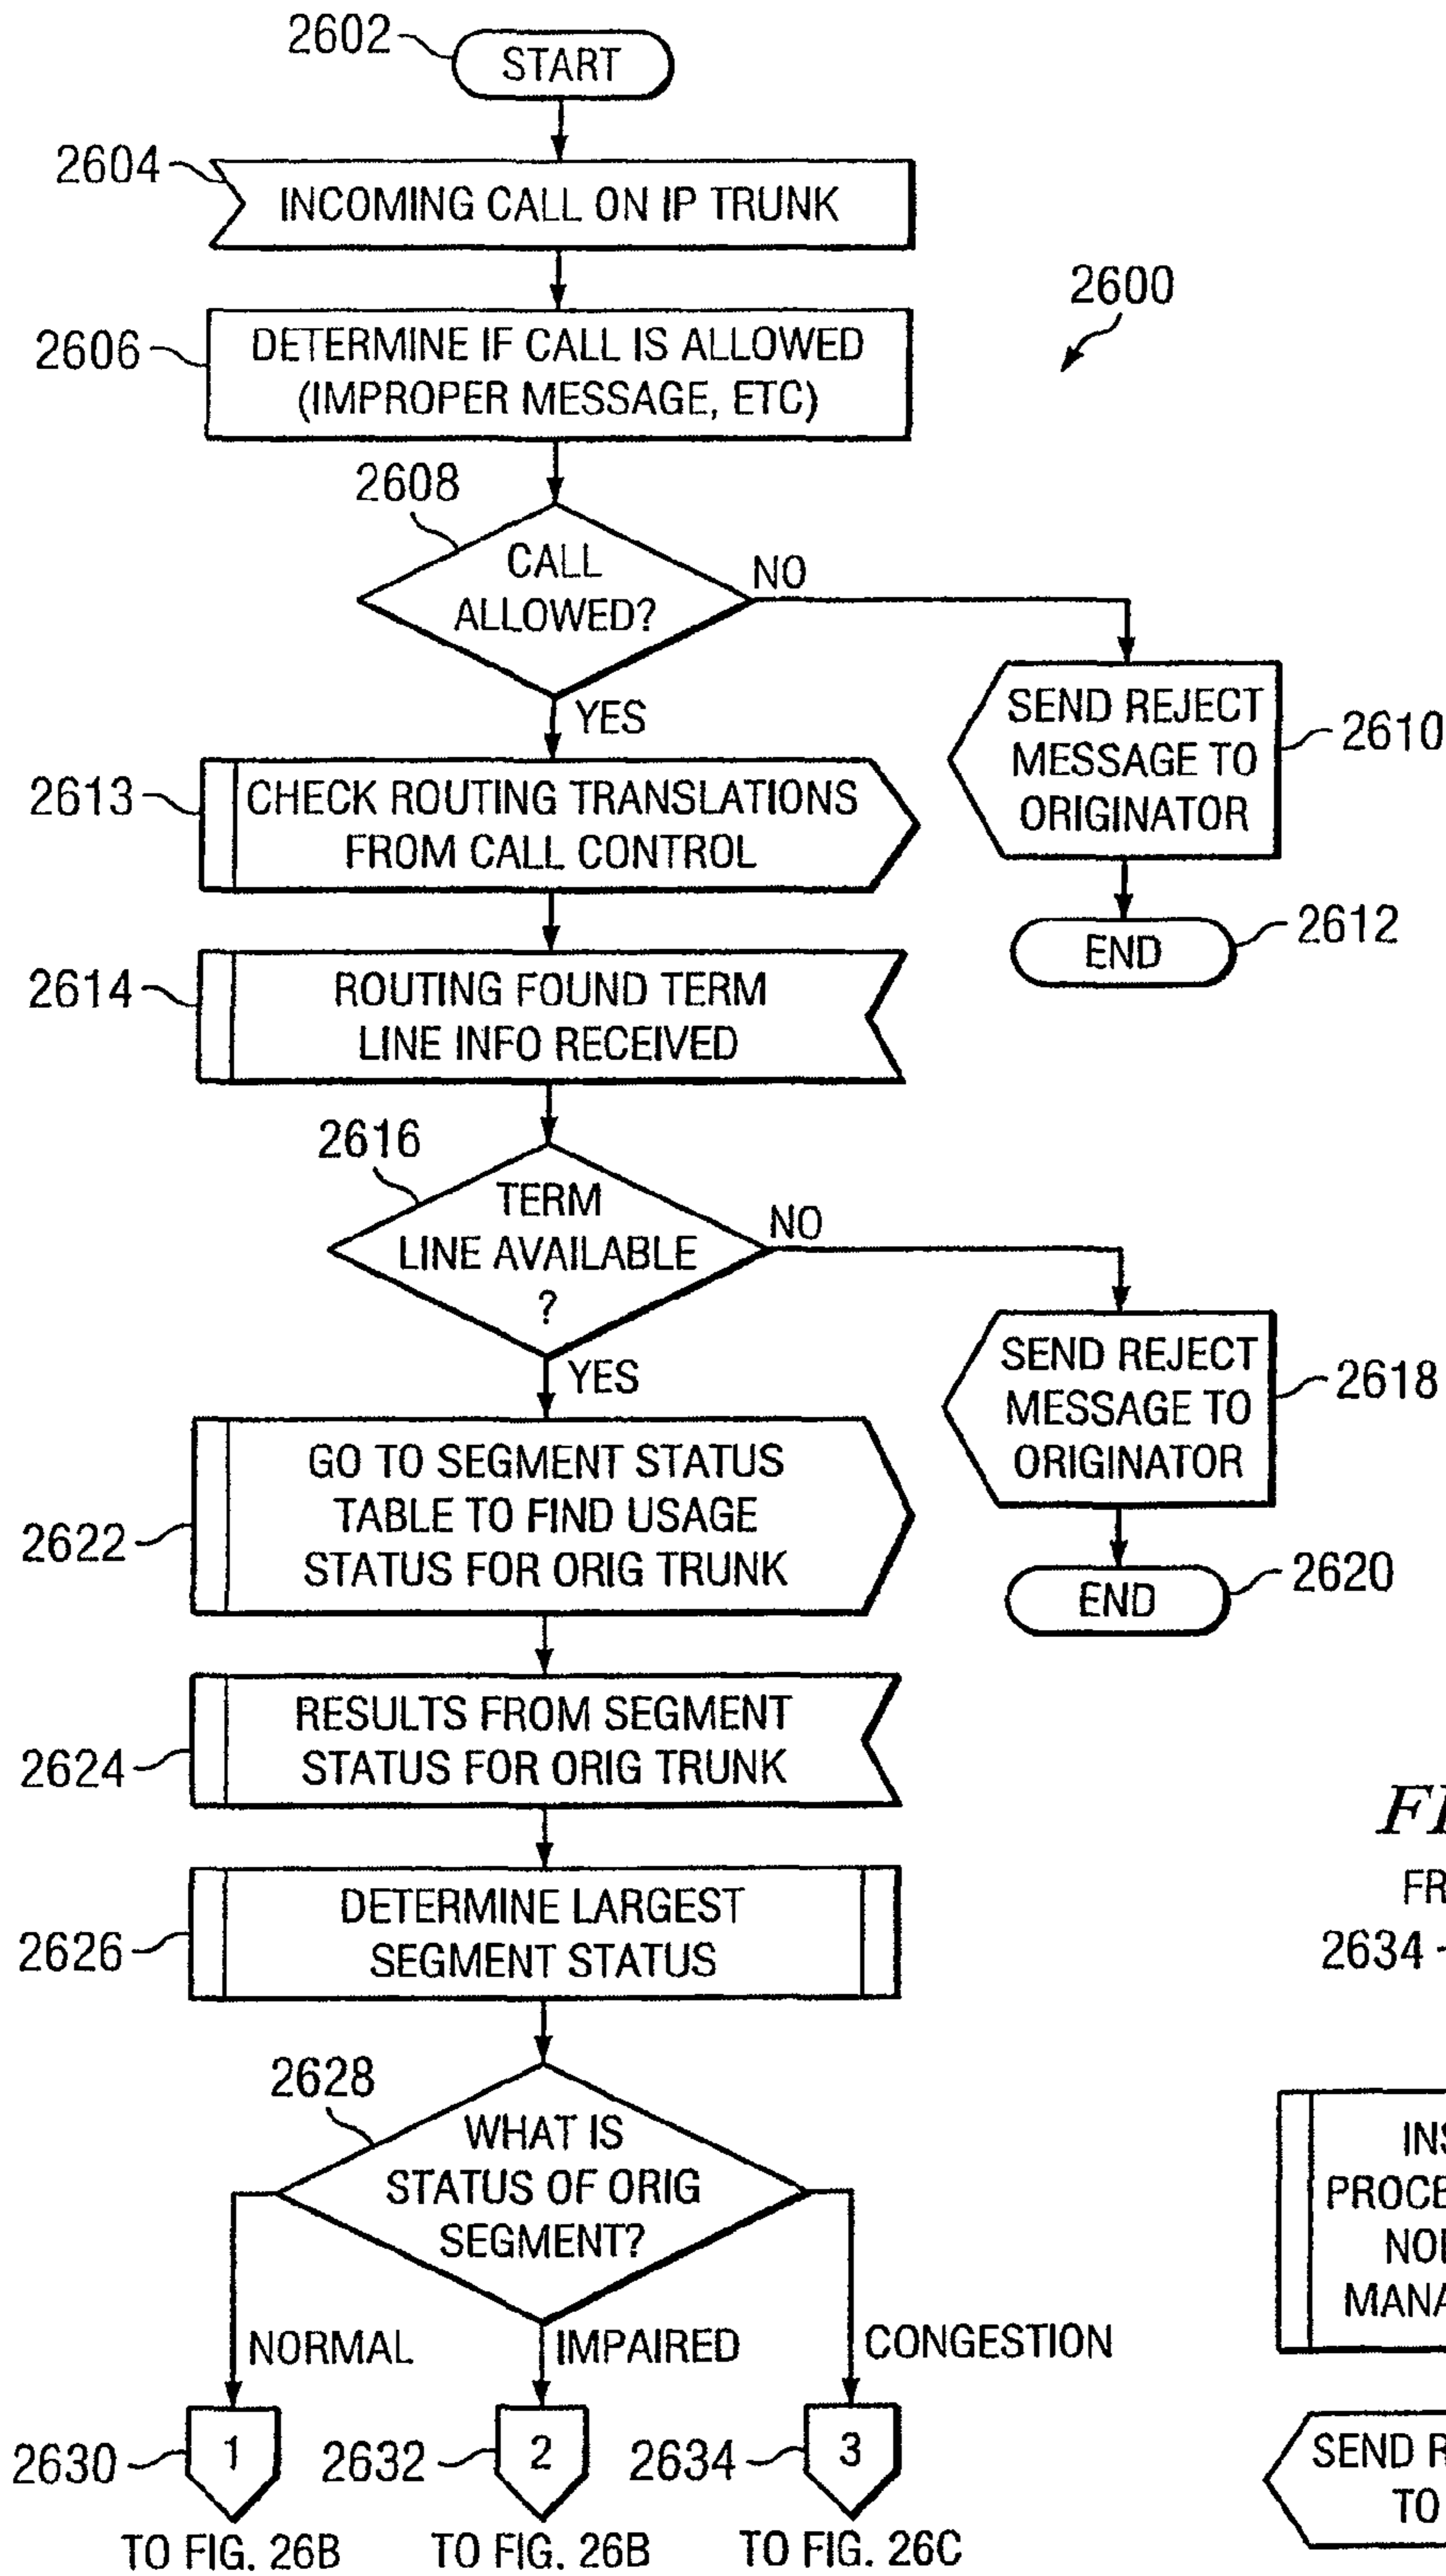 2602
START
2604
INCOMING CALL ON IP TRUNK
2600
2606
DETERMINE IF CALL IS ALLOWED
(IMPROPER MESSAGE, ETC)
2608
CALL
ALLOWED?
NO
YES
SEND REJECT
MESSAGE TO
ORIGINATOR
2610
END
2612
2613
CHECK ROUTING TRANSLATIONS
FROM CALL CONTROL
2614
ROUTING FOUND TERM
LINE INFO RECEIVED
2616
TERM
LINE AVAILABLE
?
NO
YES
SEND REJECT
MESSAGE TO
ORIGINATOR
2618
END
2620
2622
GO TO SEGMENT STATUS
TABLE TO FIND USAGE
STATUS FOR ORIG TRUNK
2624
RESULTS FROM SEGMENT
STATUS FOR ORIG TRUNK
2626
DETERMINE LARGEST
SEGMENT STATUS
2628
WHAT IS
STATUS OF ORIG
SEGMENT?
NORMAL
IMPAIRED
CONGESTION
2630
1
2632
2
2634
3
TO FIG. 26B
TO FIG. 26B
TO FIG. 26C
2634
SEND
TO